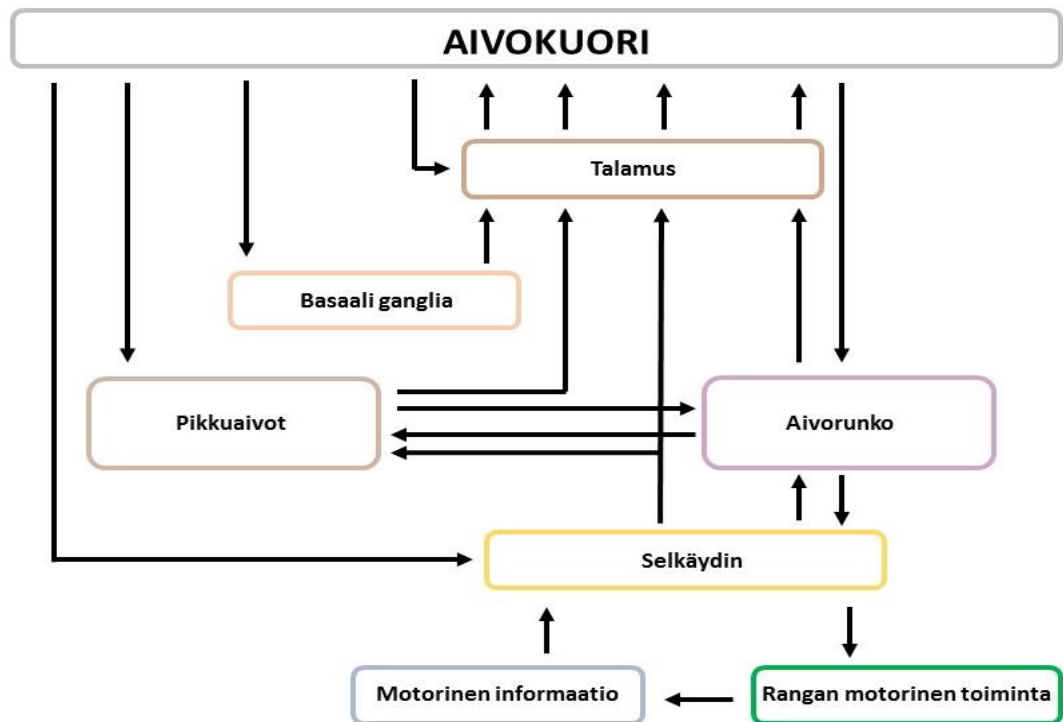 AIVOKUORI
Talamus
Basaali ganglia
Pikkuaivot
Aivorunko
Selkäydin
Motorinen informaatio
Rangan motorinen toiminta